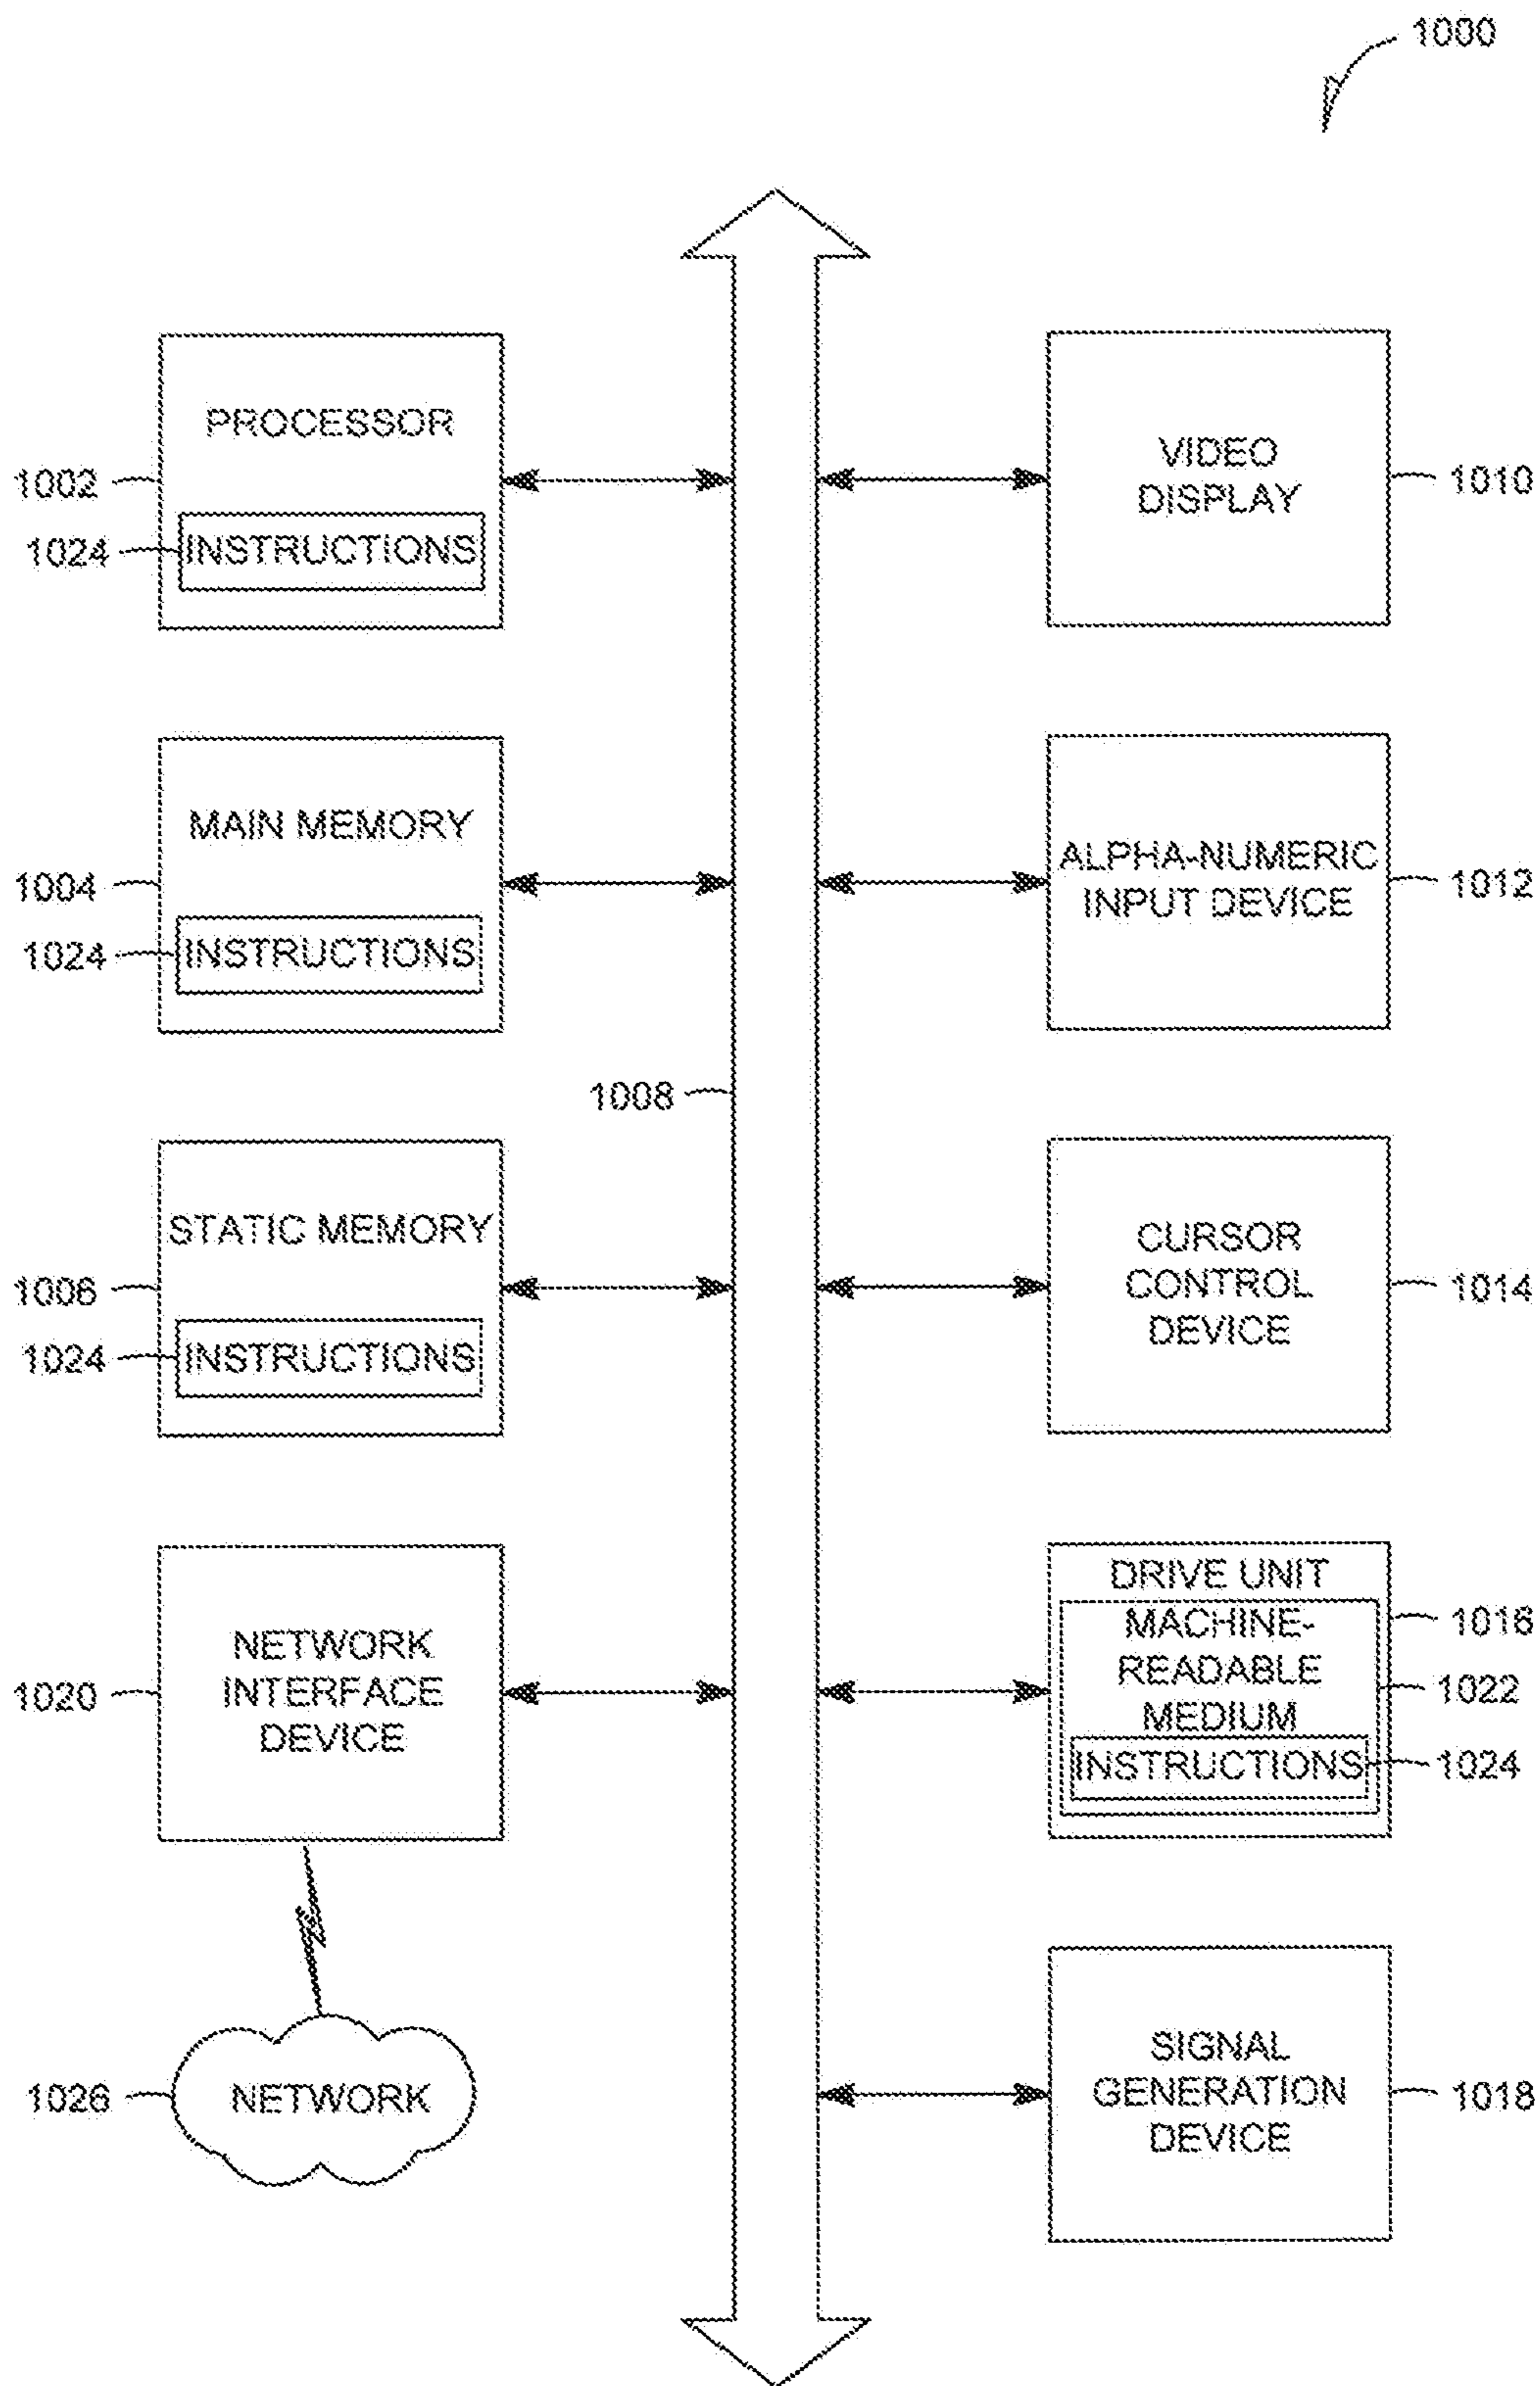 1000
PROCESSOR
1002
1024
INSTRUCTIONS
VIDEO
DISPLAY
1010
MAIN MEMORY
1004
1024
INSTRUCTIONS
ALPHA-NUMERIC
INPUT DEVICE
1012
1008
STATIC MEMORY
1006
1024
INSTRUCTIONS
CURSOR
CONTROL
DEVICE
1014
NETWORK
INTERFACE
DEVICE
1020
DRIVE UNIT
MACHINE-
READABLE
MEDIUM
INSTRUCTIONS
1016
1022
1024
NETWORK
1026
SIGNAL
GENERATION
DEVICE
1018